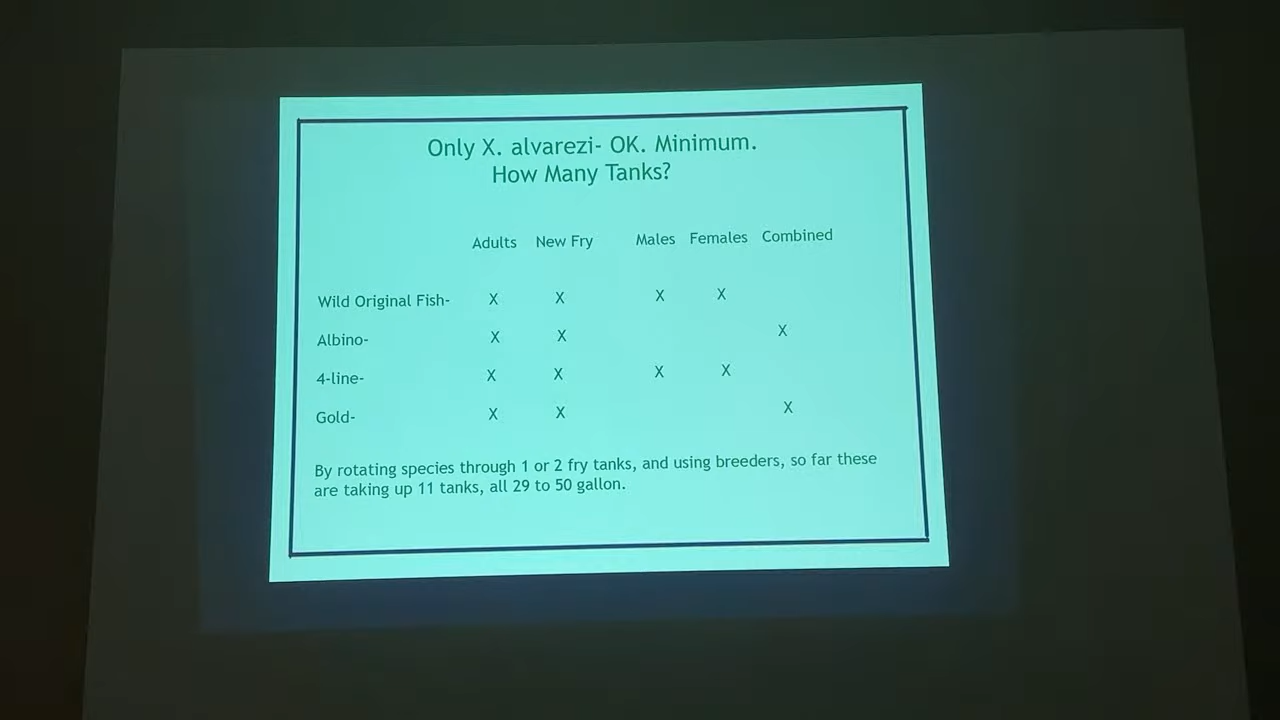 Only X. alvarezi- OK. Minimum.
How Many Tanks?
Adults New Fry Males Females Combined
Wild Original Fish- X X X X
Albino- X X X
4-line- X X X X
Gold- X X X
By rotating species through 1 or 2 fry tanks, and using breeders, so far these
are taking up 11 tanks, all 29 to 50 gallon.